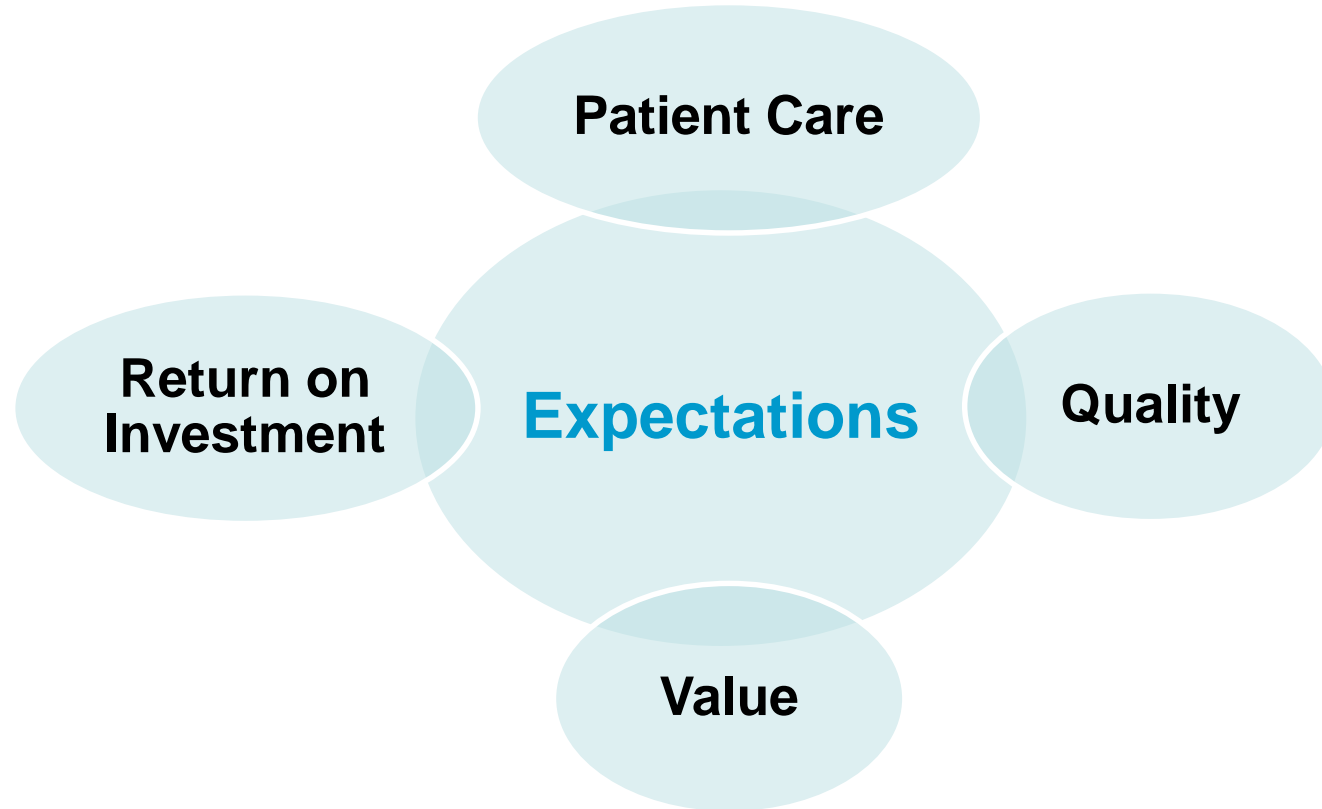 Patient Care
Return on
Investment
Expectations
Quality
Value